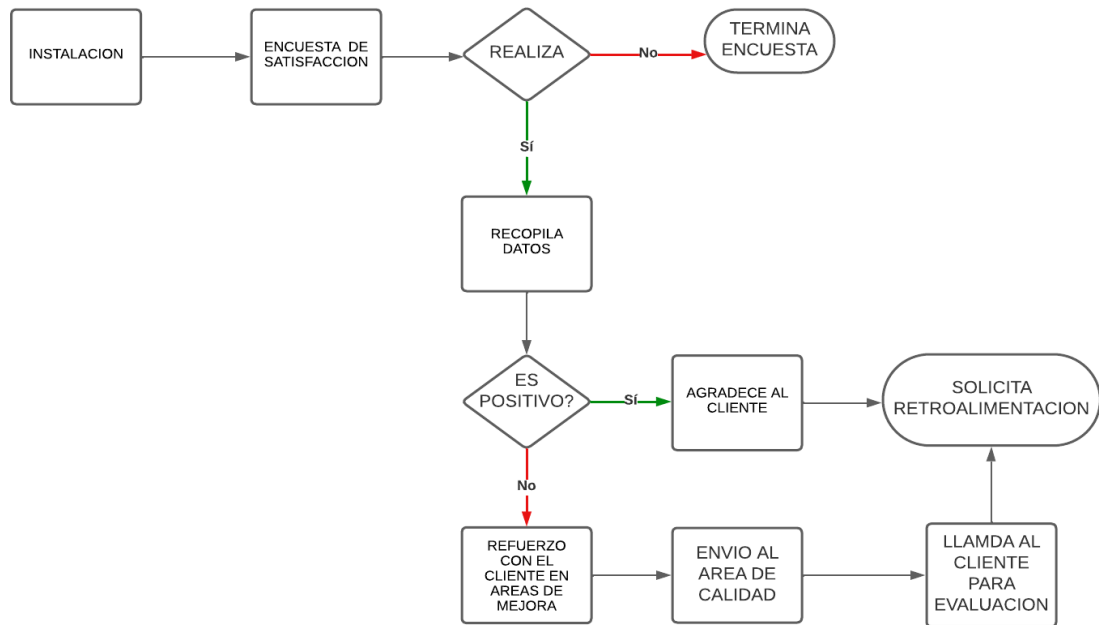 INSTALACION
ENCUESTA DE
SATISFACCION
REALIZA
No
TERMINA
ENCUESTA
Sí
RECOPILA
DATOS
ES
POSITIVO?
Sí
AGRADECE AL
CLIENTE
SOLICITA
RETROALIMENTACION
No
REFUERZO
CON EL
CLIENTE EN
AREAS DE
MEJORA
ENVIO AL
AREA DE
CALIDAD
LLAMDA AL
CLIENTE
PARA
EVALUACION